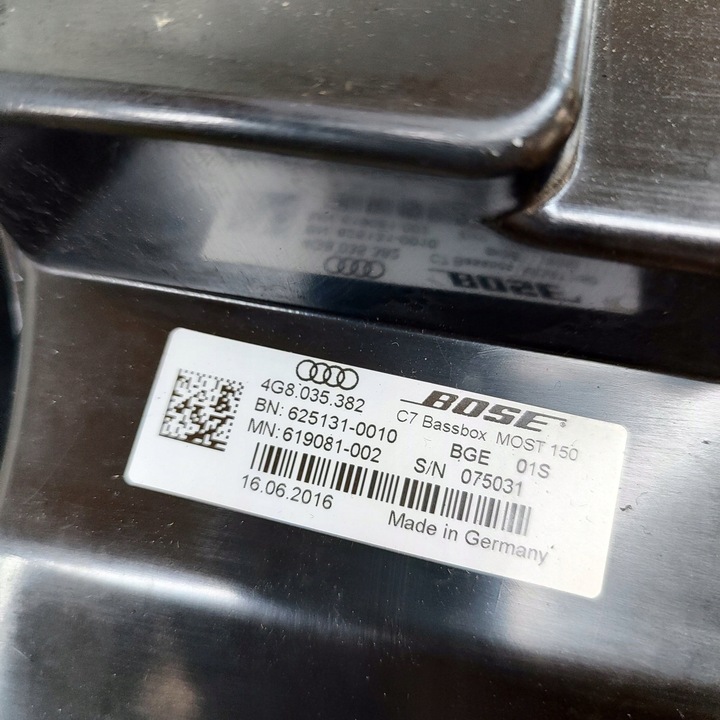 4G8.035.382
BOSE
BN: 625131-0010
C7 Bassbox MOST 150
MN: 619081-002
BGE 01S
S/N 075031
16.06.2016
Made in Germany